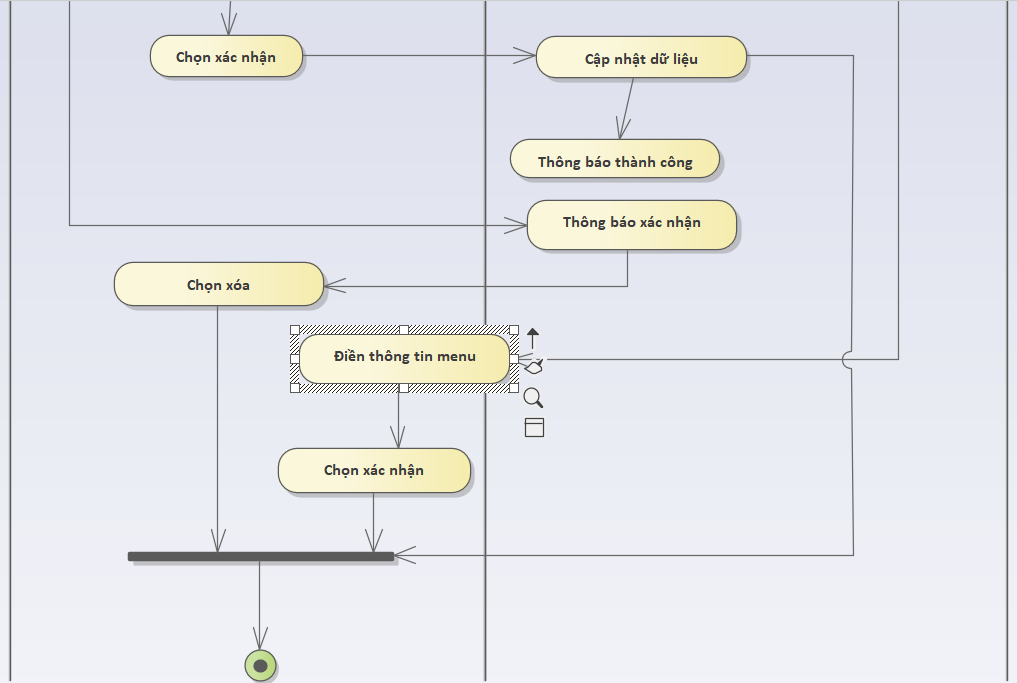 Chọn xác nhận
Cập nhật dữ liệu
Thông báo thành công
Thông báo xác nhận
Chọn xóa
Điền thông tin menu
Chọn xác nhận